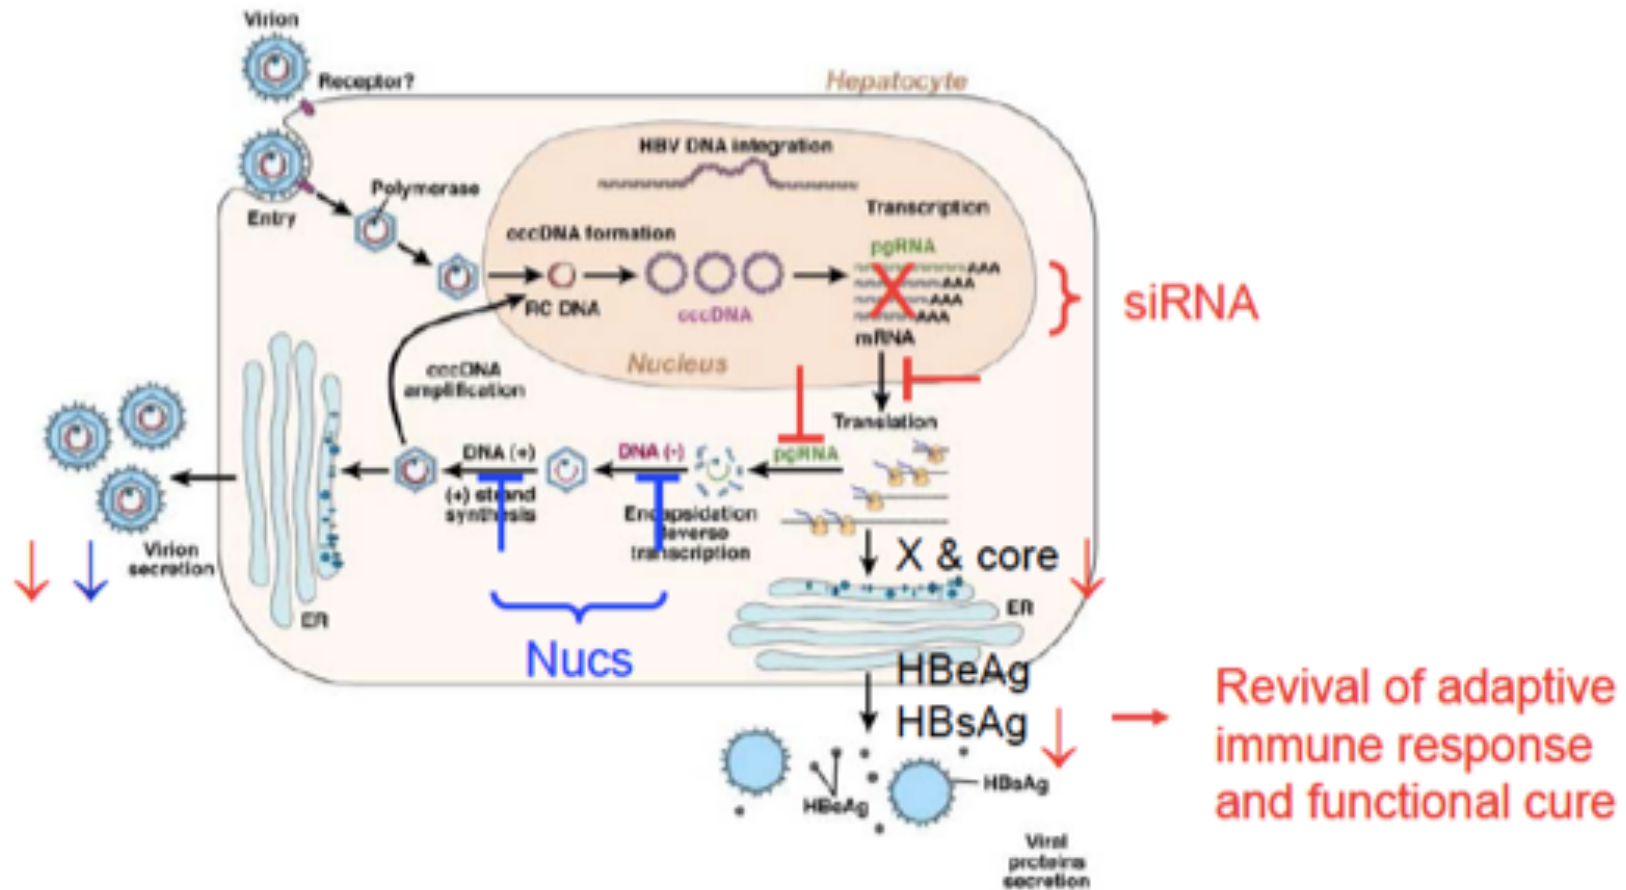 Virion
Receptor?
Hepatocyte
HBV DNA integration
Polymerase
Entry
Transcription
cccDNA formation
pgRNA
AAA
AAA
AAA
AAA
mRNA
RC DNA
cccDNA
siRNA
Nucleus
cccDNA
amplification
Translation
DNA (+)
DNA (-)
pgRNA
(+) strand
synthesis
Encapsidation
Reverse
transcription
Virion
secretion
X & core
ER
ER
Nucs
HBeAg
HBsAg
HBeAg
HBsAg
Revival of adaptive
immune response
and functional cure
Viral
proteins
secretion